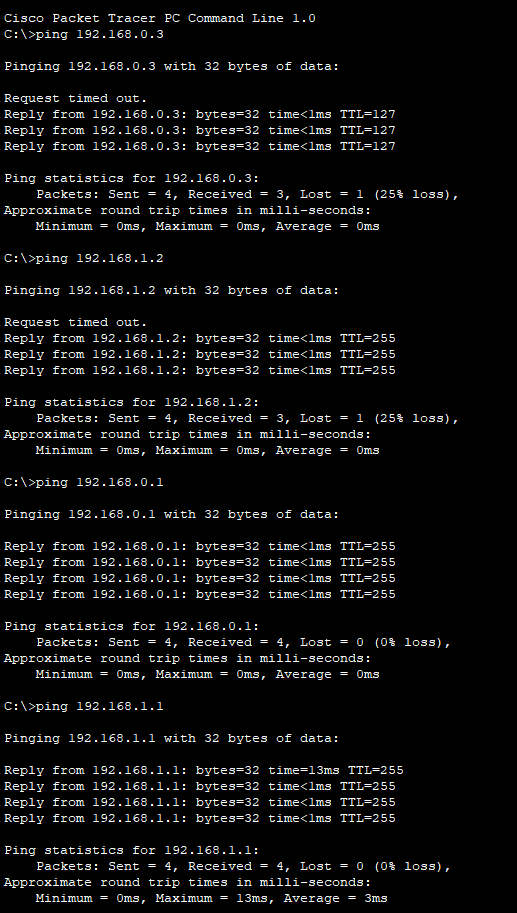 Cisco Packet Tracer PC Command Line 1.0
C:\>ping 192.168.0.3
Pinging 192.168.0.3 with 32 bytes of data:
Request timed out.
Reply from 192.168.0.3: bytes=32 time<1ms TTL=127
Reply from 192.168.0.3: bytes=32 time<1ms TTL=127
Reply from 192.168.0.3: bytes=32 time<1ms TTL=127
Ping statistics for 192.168.0.3:
    Packets: Sent = 4, Received = 3, Lost = 1 (25% loss),
Approximate round trip times in milli-seconds:
    Minimum = 0ms, Maximum = 0ms, Average = 0ms
C:\>ping 192.168.1.2
Pinging 192.168.1.2 with 32 bytes of data:
Request timed out.
Reply from 192.168.1.2: bytes=32 time<1ms TTL=255
Reply from 192.168.1.2: bytes=32 time<1ms TTL=255
Reply from 192.168.1.2: bytes=32 time<1ms TTL=255
Ping statistics for 192.168.1.2:
    Packets: Sent = 4, Received = 3, Lost = 1 (25% loss),
Approximate round trip times in milli-seconds:
    Minimum = 0ms, Maximum = 0ms, Average = 0ms
C:\>ping 192.168.0.1
Pinging 192.168.0.1 with 32 bytes of data:
Reply from 192.168.0.1: bytes=32 time<1ms TTL=255
Reply from 192.168.0.1: bytes=32 time<1ms TTL=255
Reply from 192.168.0.1: bytes=32 time<1ms TTL=255
Reply from 192.168.0.1: bytes=32 time<1ms TTL=255
Ping statistics for 192.168.0.1:
    Packets: Sent = 4, Received = 4, Lost = 0 (0% loss),
Approximate round trip times in milli-seconds:
    Minimum = 0ms, Maximum = 0ms, Average = 0ms
C:\>ping 192.168.1.1
Pinging 192.168.1.1 with 32 bytes of data:
Reply from 192.168.1.1: bytes=32 time=13ms TTL=255
Reply from 192.168.1.1: bytes=32 time<1ms TTL=255
Reply from 192.168.1.1: bytes=32 time<1ms TTL=255
Reply from 192.168.1.1: bytes=32 time<1ms TTL=255
Ping statistics for 192.168.1.1:
    Packets: Sent = 4, Received = 4, Lost = 0 (0% loss),
Approximate round trip times in milli-seconds:
    Minimum = 0ms, Maximum = 13ms, Average = 3ms